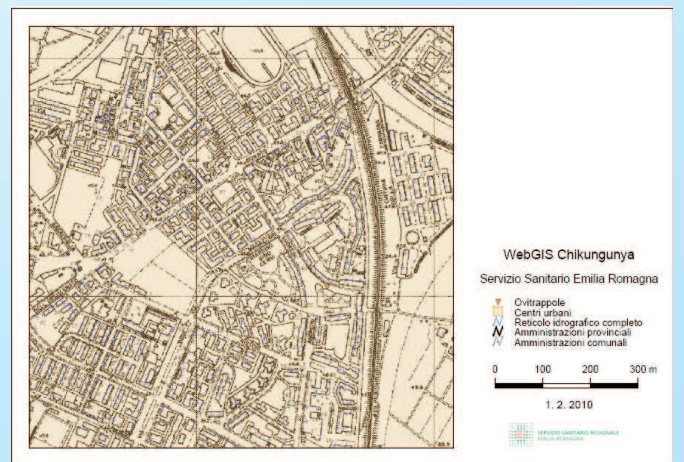 WebGIS Chikungunya
Servizio Sanitario Emilia Romagna
Ovitrappole
Centri urbani
Reticolo idrografico completo
Amministrazioni provinciali
Amministrazioni comunali
0 100 200 300 m
1. 2. 2010
SERVIZIO SANITARIO REGIONALE
EMILIA-ROMAGNA